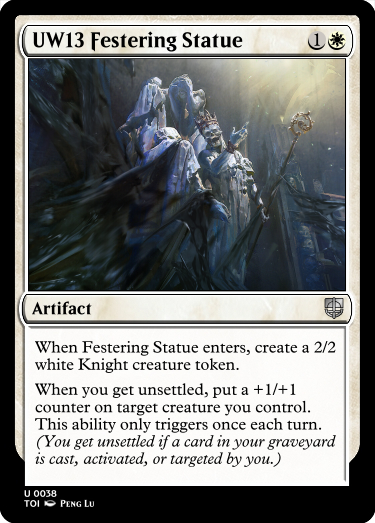 UW13 Festering Statue 1
Artifact
When Festering Statue enters, create a 2/2
white Knight creature token.
When you get unsettled, put a +1/+1
counter on target creature you control.
This ability only triggers once each turn.
(You get unsettled if a card in your graveyard
is cast, activated, or targeted by you.)
U 0038
TOI Peng Lu